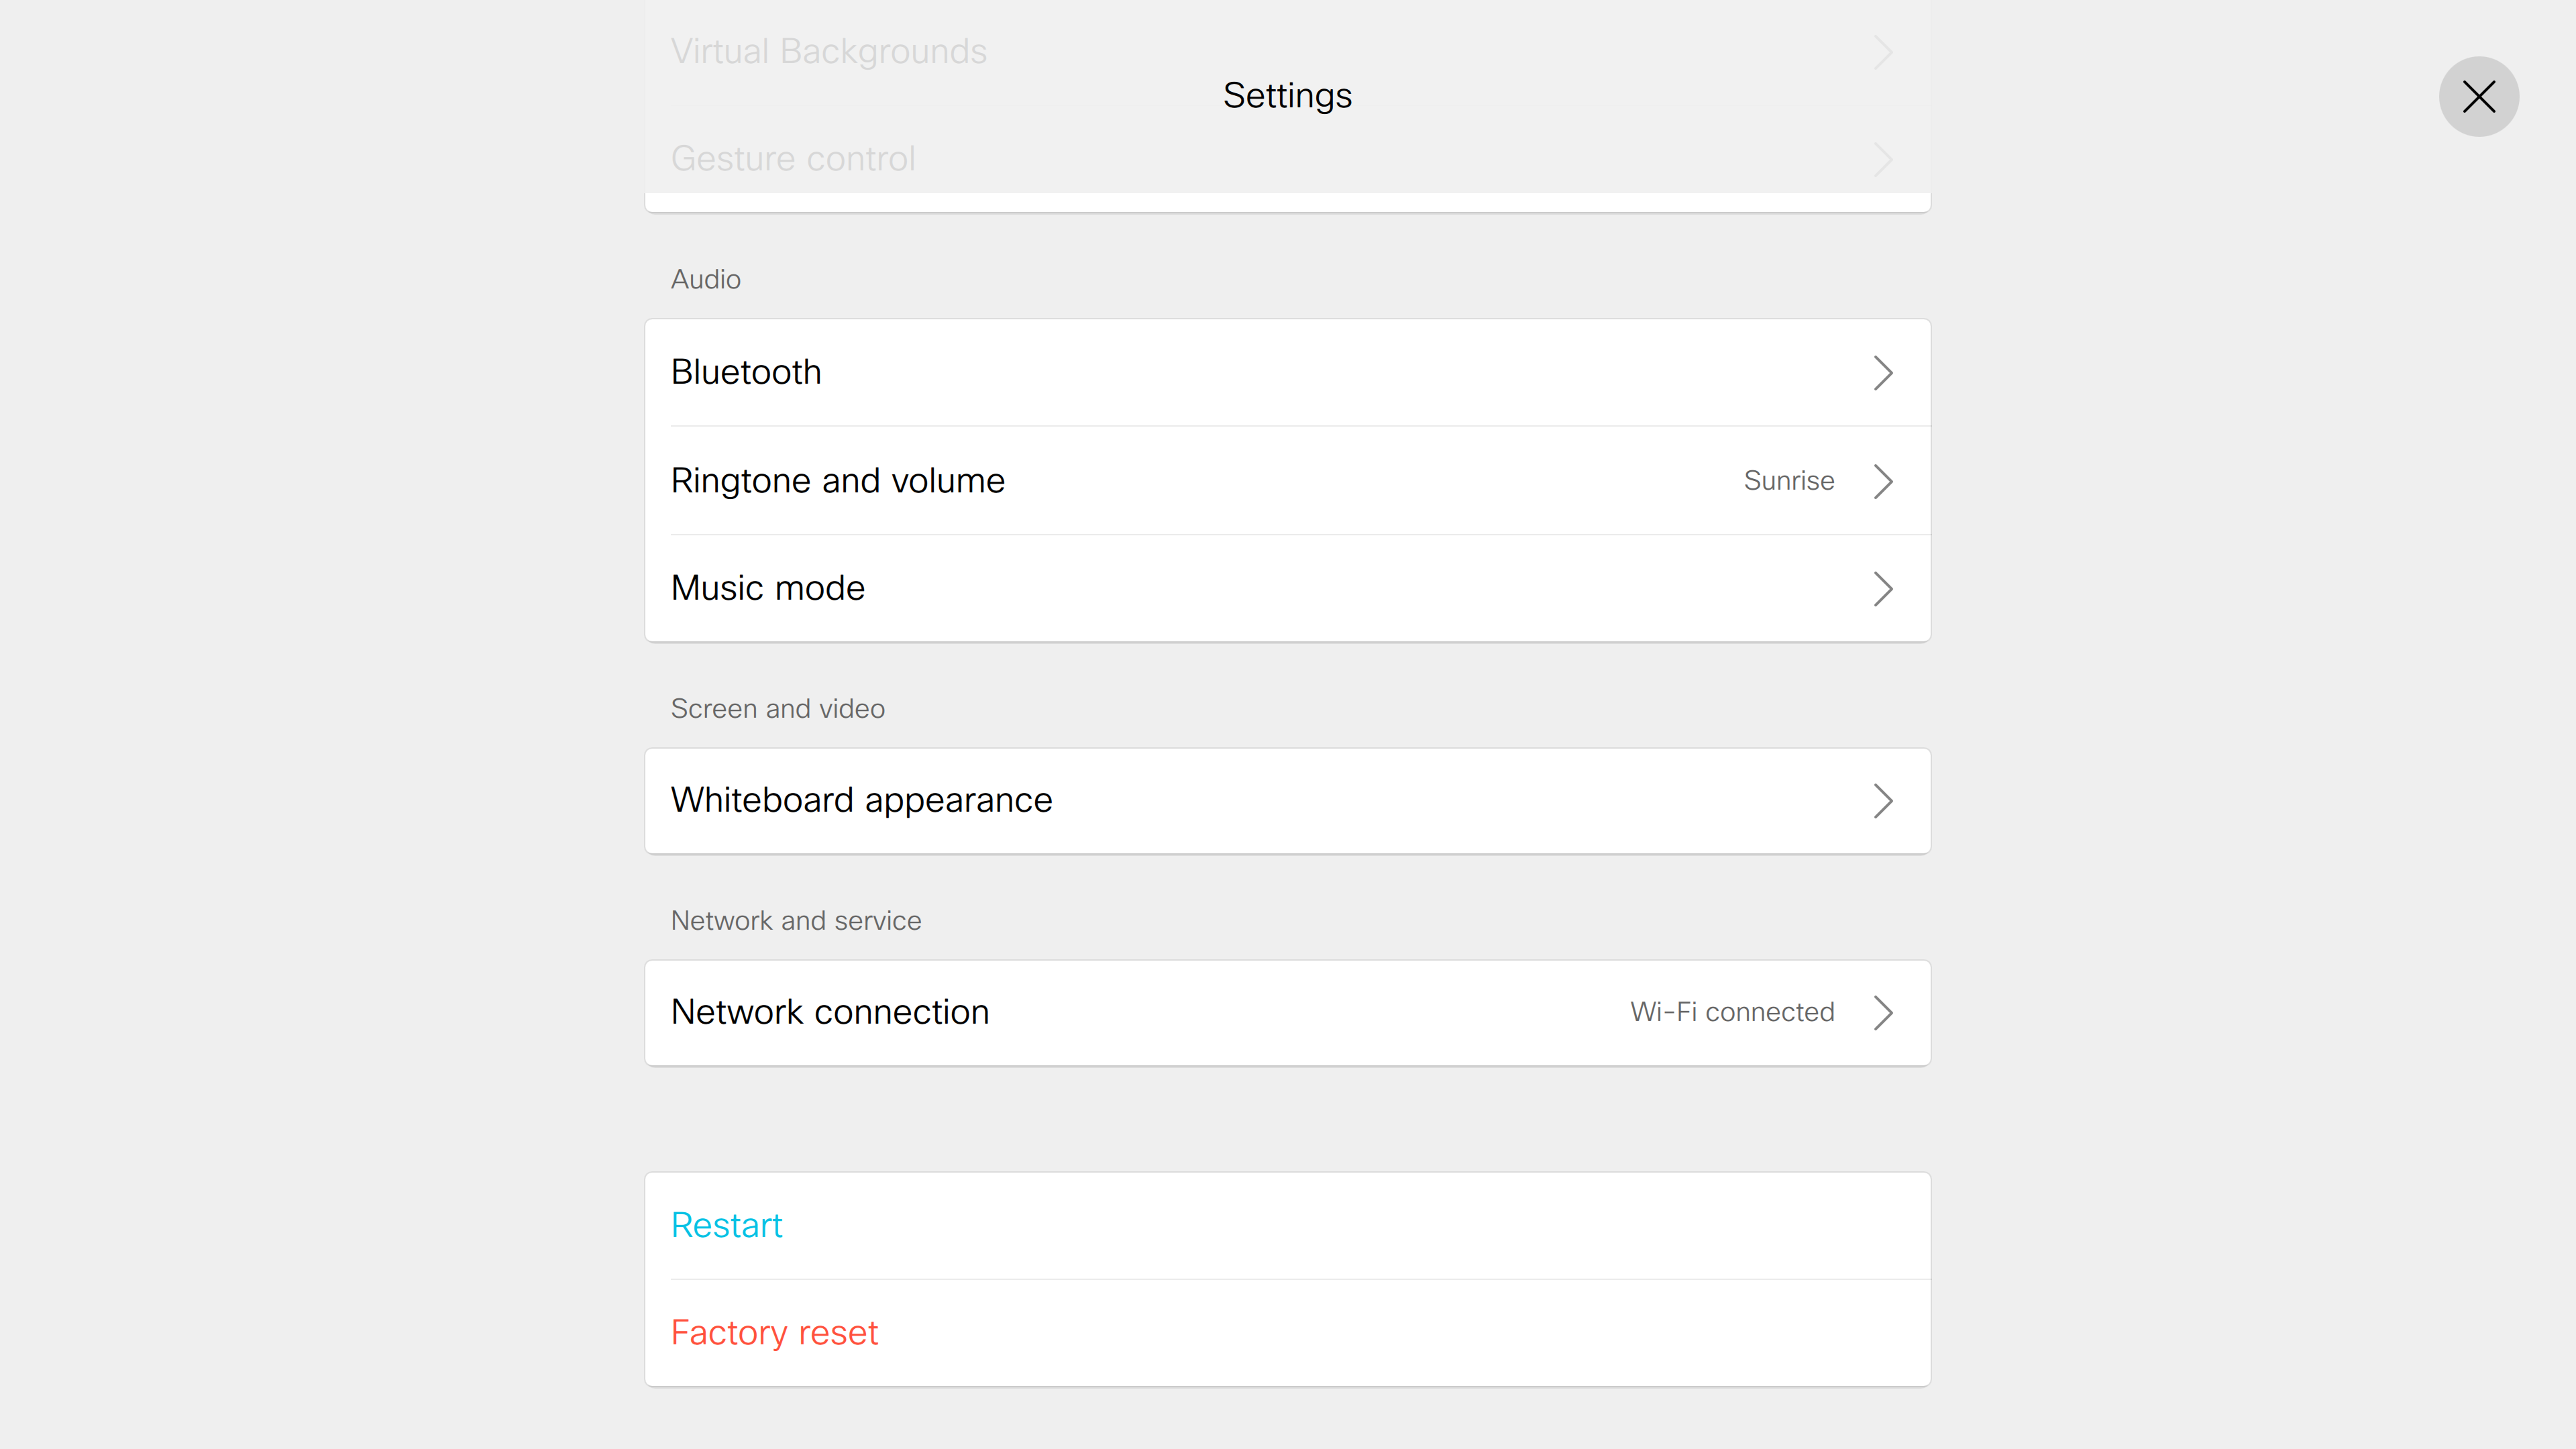 Virtual Backgrounds
Settings
Gesture control
Audio
Bluetooth
Ringtone and volume Sunrise
Music mode
Screen and video
Whiteboard appearance
Network and service
Network connection Wi-Fi connected
Restart
Factory reset